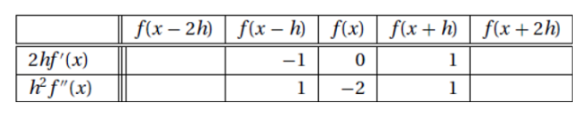 f(x – 2h) f(x – h) f(x) f(x + h) f(x + 2h)
2hf′(x) −1 0 1
h²f″(x) 1 −2 1